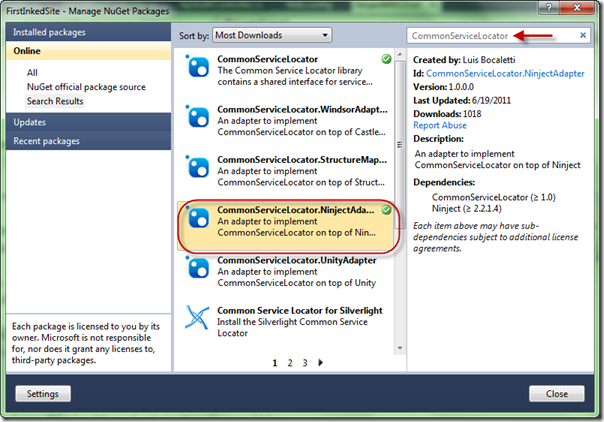 FirstInkedSite - Manage NuGet Packages
Installed packages
Online
All
NuGet official package source
Search Results
Updates
Recent packages
Each package is licensed to you by its
owner. Microsoft is not responsible
for, nor does it grant any licenses to,
third-party packages.
Sort by: Most Downloads
CommonServiceLocator
The Common Service Locator library
contains a shared interface for service...
CommonServiceLocator.WindsorAdapt...
An adapter to implement
CommonServiceLocator on top of Castle...
CommonServiceLocator.StructureMap...
An adapter to implement
CommonServiceLocator on top of Struct...
CommonServiceLocator.NinjectAda...
An adapter to implement
CommonServiceLocator on top of Nin...
CommonServiceLocator.UnityAdapter
An adapter to implement
CommonServiceLocator on top of Unity
Common Service Locator for Silverlight
Install the Silverlight Common Service
Locator
1 2 3
CommonServiceLocator
Created by: Luis Bocaletti
Id: CommonServiceLocator.NinjectAdapter
Version: 1.0.0.0
Last Updated: 6/19/2011
Downloads: 1018
Report Abuse
Description:
An adapter to implement
CommonServiceLocator on top of Ninject
Dependencies:
CommonServiceLocator (≥ 1.0)
Ninject (≥ 2.2.1.4)
Each item above may have sub-
dependencies subject to additional license
agreements.
Settings
Close